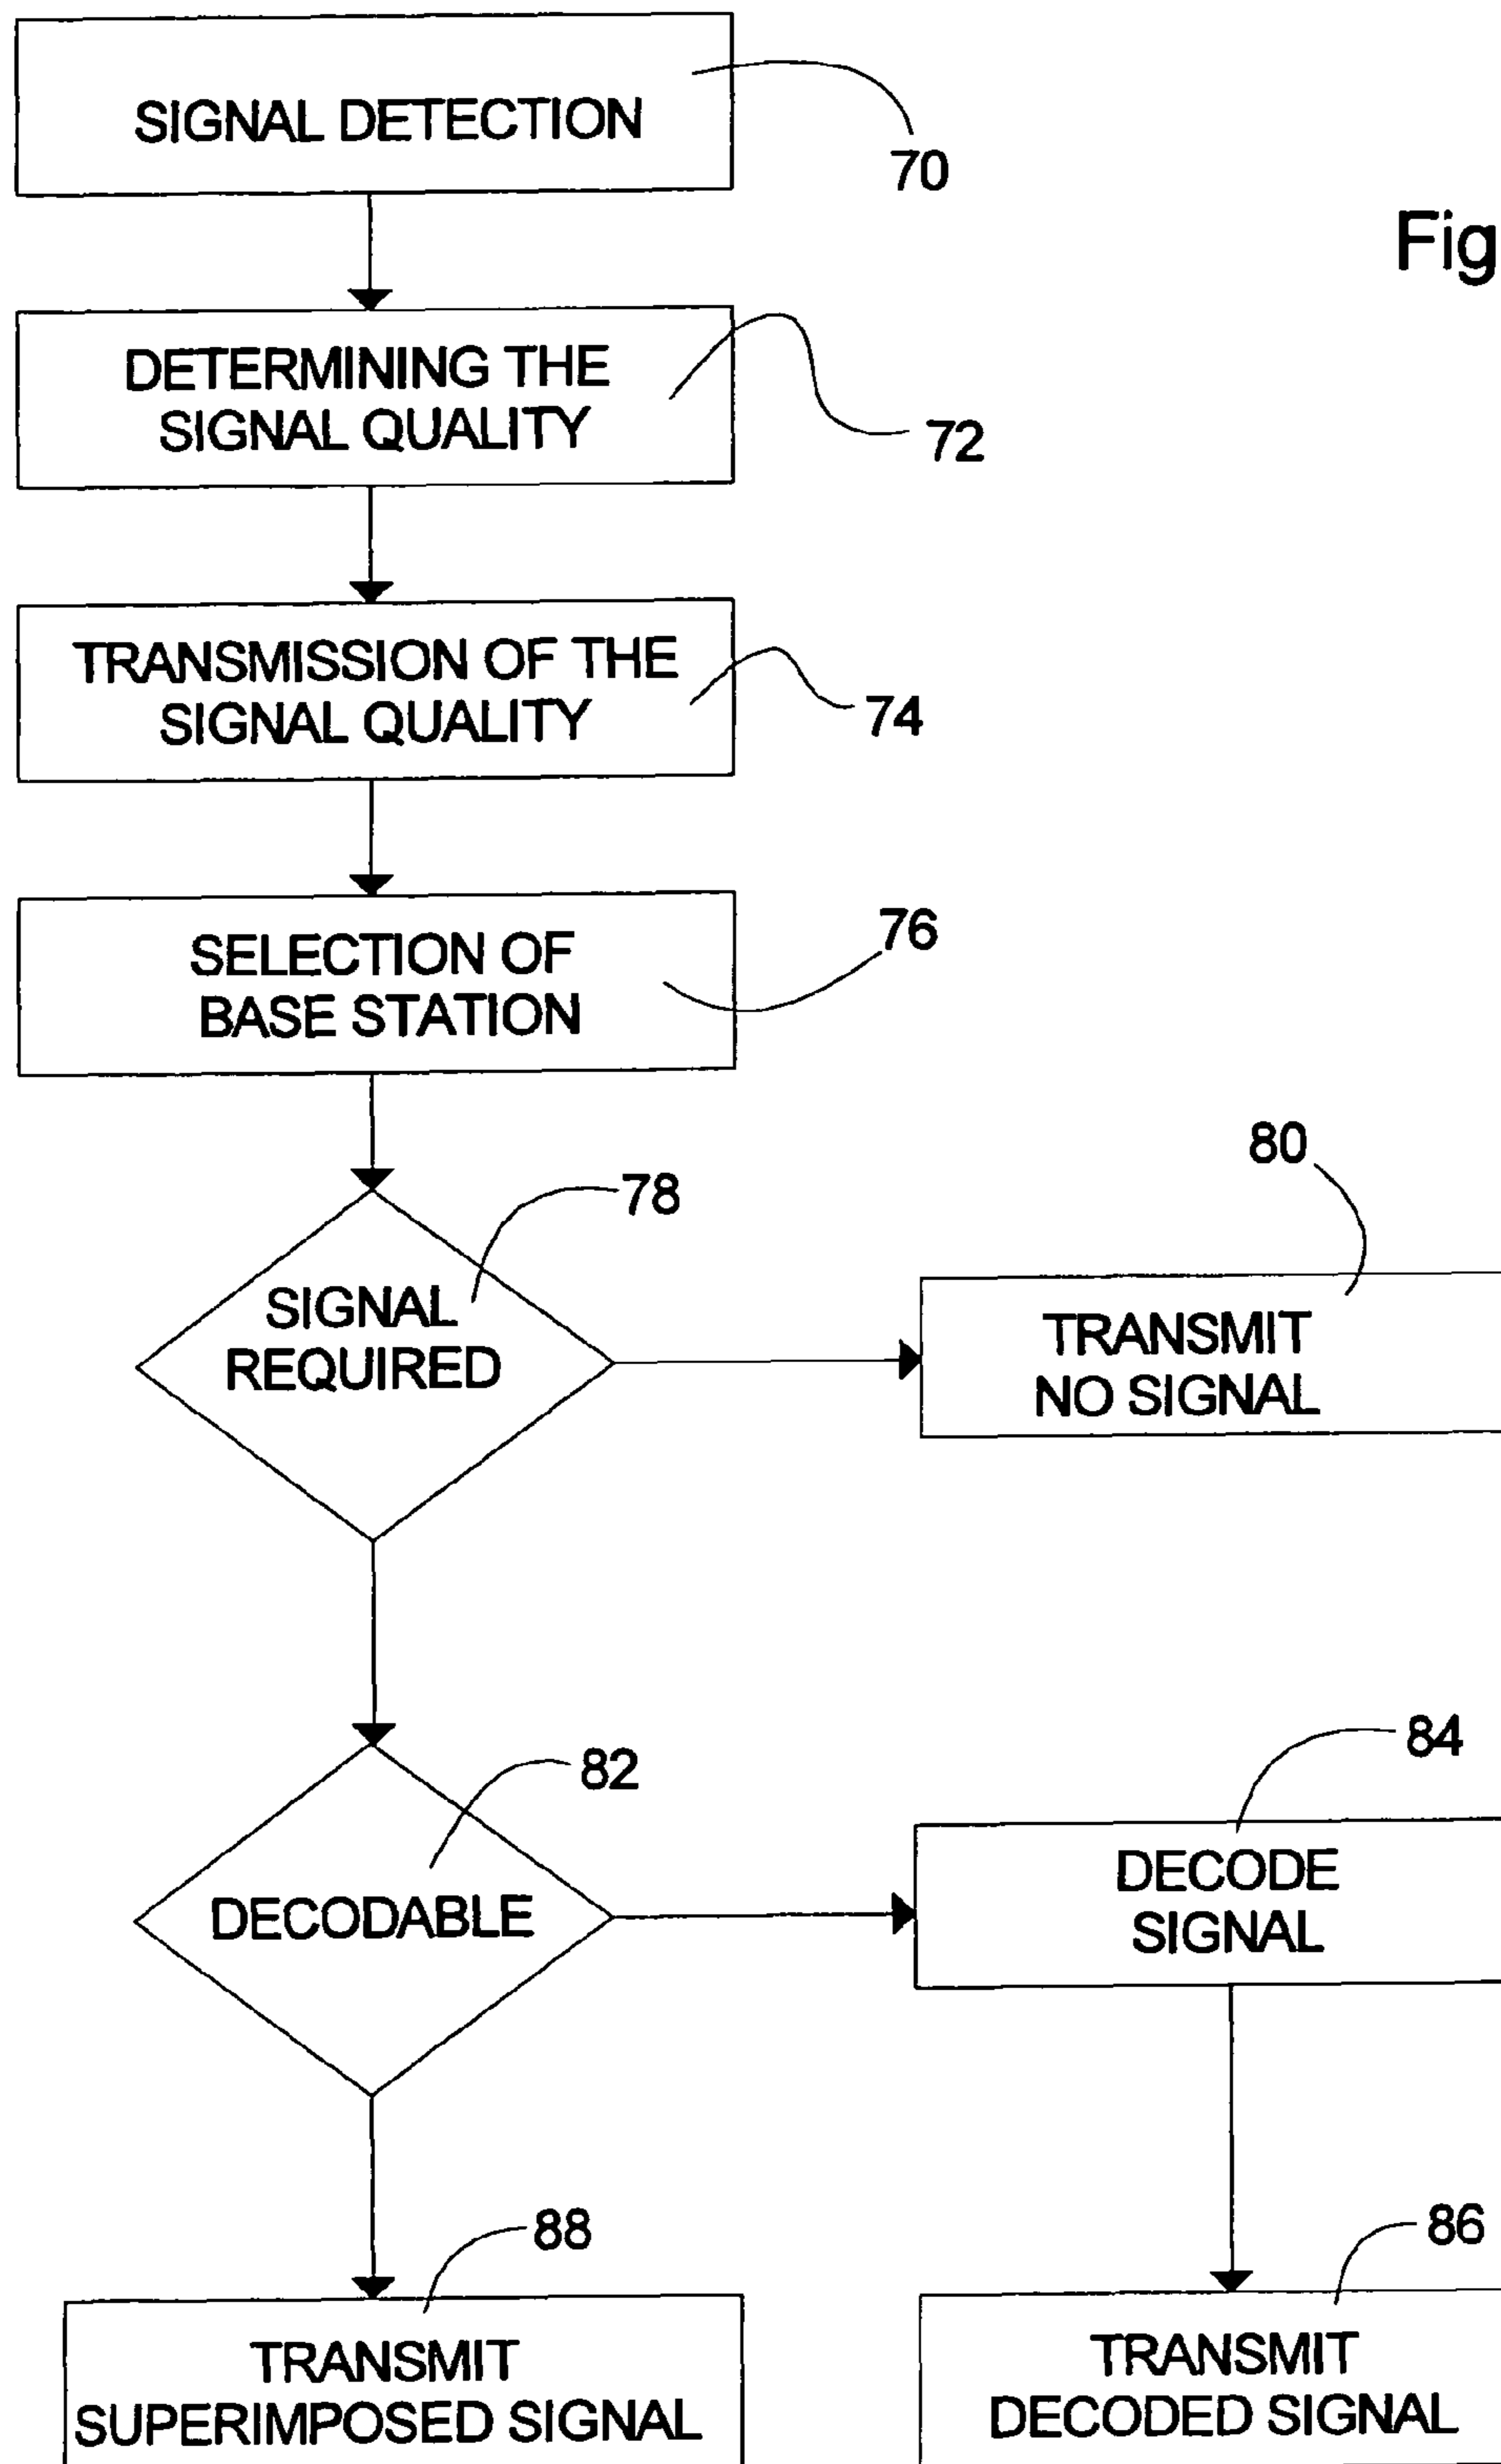 SIGNAL DETECTION
70
Fig
DETERMINING THE
SIGNAL QUALITY
72
TRANSMISSION OF THE
SIGNAL QUALITY
74
SELECTION OF
BASE STATION
76
78
SIGNAL
REQUIRED
80
TRANSMIT
NO SIGNAL
82
DECODABLE
84
DECODE
SIGNAL
88
TRANSMIT
SUPERIMPOSED SIGNAL
86
TRANSMIT
DECODED SIGNAL